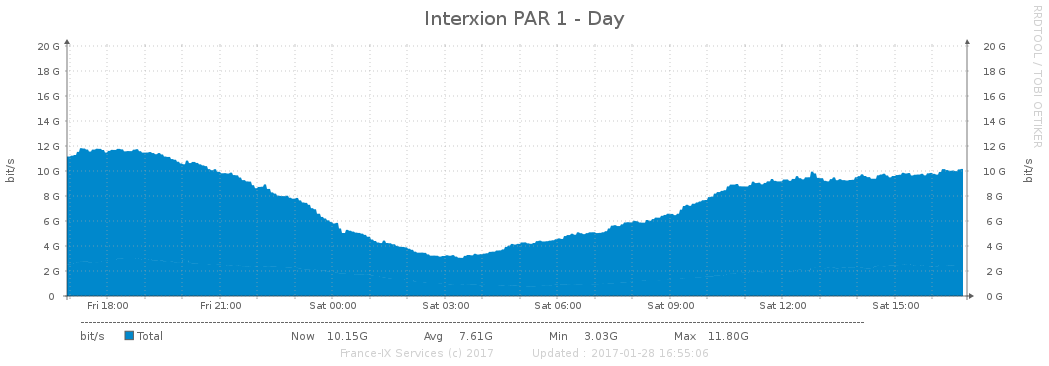 Interxion PAR 1 - Day
RRDTOOL / TOBI OETIKER
20 G 20 G
18 G 18 G
16 G 16 G
14 G 14 G
12 G 12 G
10 G 10 G
8 G 8 G
6 G 6 G
4 G 4 G
2 G 2 G
0 0 G
bit/s
bit/s
Fri 18:00 Fri 21:00 Sat 00:00 Sat 03:00 Sat 06:00 Sat 09:00 Sat 12:00 Sat 15:00
bit/s Total Now 10.15G Avg 7.61G Min 3.03G Max 11.80G
France-IX Services (c) 2017 Updated : 2017-01-28 16:55:06